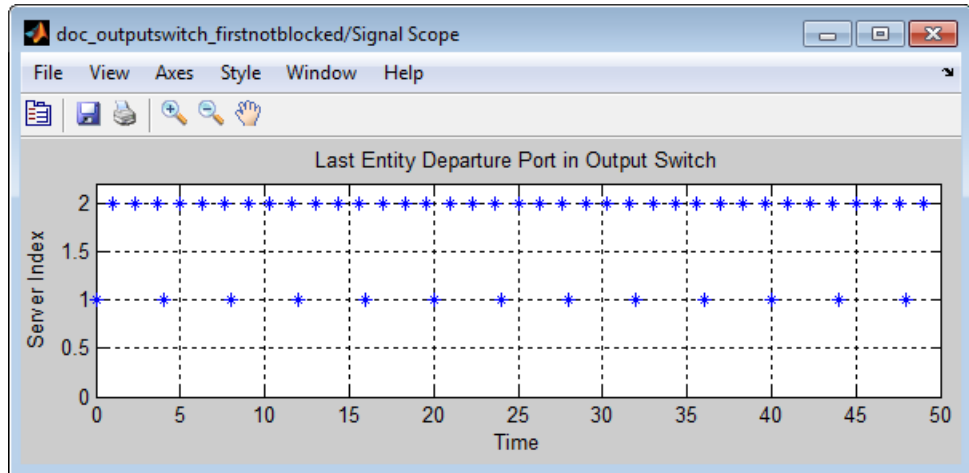 doc_outputswitch_firstnotblocked/Signal Scope
File View Axes Style Window Help
Last Entity Departure Port in Output Switch
Server Index
2
1.5
1
0.5
0
0 5 10 15 20 25 30 35 40 45 50
Time